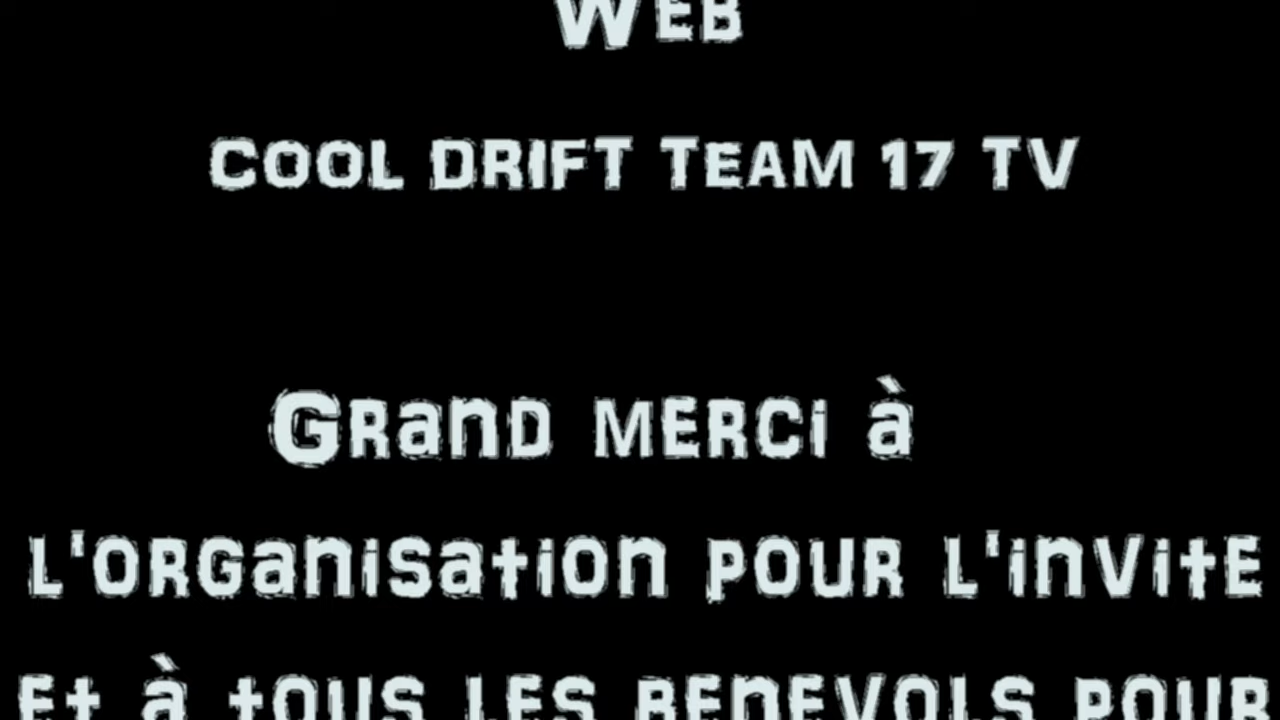 WEB
COOL DRIFT TEAM 17 TV
GRanD MERCi à
L'ORGanisation POUR L'inVitE
Et à tOUS LES BENEVOLS POUR